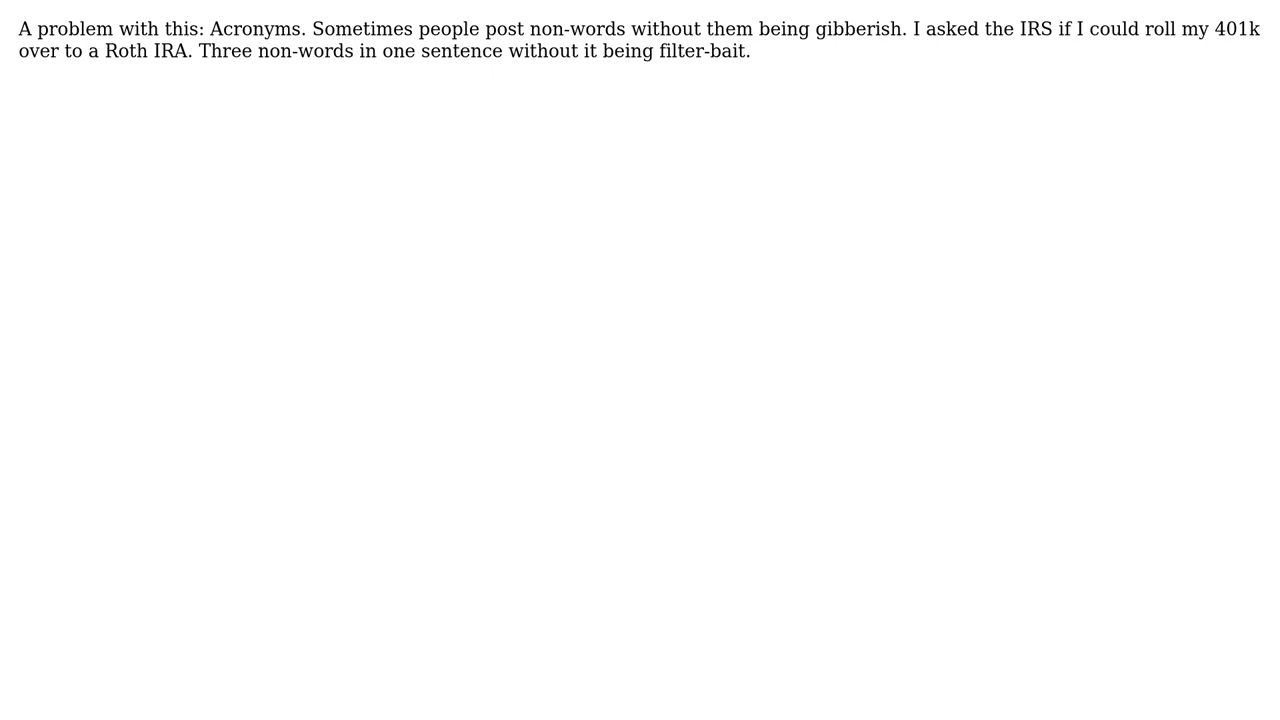 A problem with this: Acronyms. Sometimes people post non-words without them being gibberish. I asked the IRS if I could roll my 401k
over to a Roth IRA. Three non-words in one sentence without it being filter-bait.